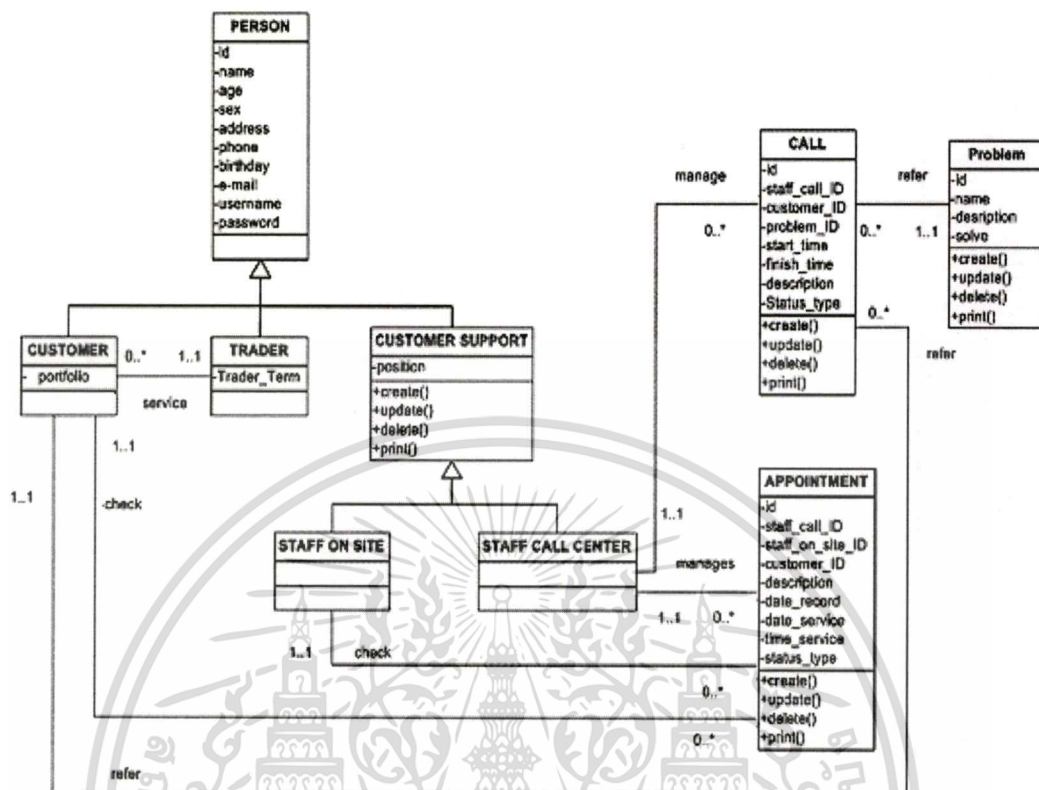 PERSON
-id
-name
-age
-sex
-address
-phone
-birthday
-e-mail
-username
-password
CUSTOMER
- portfolio
0..*
1..1
service
TRADER
-Trader_Term
CUSTOMER SUPPORT
-position
+create()
+update()
+delete()
+print()
STAFF ON SITE
STAFF CALL CENTER
manage
0..*
1..1
CALL
-id
-staff_call_ID
-customer_ID
-problem_ID
-start_time
-finish_time
-description
-Status_type
+create()
+update()
+delete()
+print()
refer
0..*
1..1
Problem
-id
-name
-desription
-solve
+create()
+update()
+delete()
+print()
0..*
refer
APPOINTMENT
-id
-staff_call_ID
-staff_on_site_ID
-customer_ID
-description
-date_record
-date_service
-time_service
-status_type
+create()
+update()
+delete()
+print()
manages
1..1
0..*
1..1
check
0..*
1..1
-check
0..*
1..1
refer